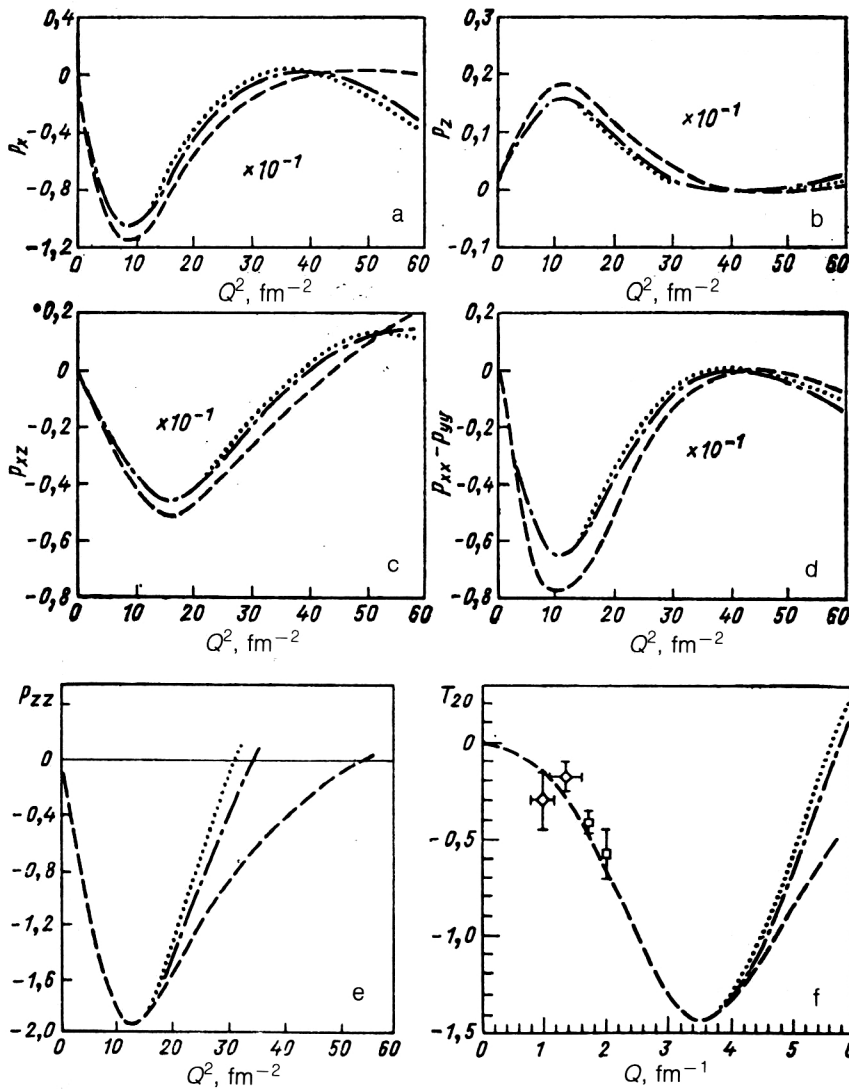 0,4
0
-0,4
-0,8
-1,2
p_x
×10⁻¹
a
0 10 20 30 40 50 60
Q², fm⁻²
0,3
0,2
0,1
0
-0,1
p_z
×10⁻¹
b
0 10 20 30 40 50 60
Q², fm⁻²
0,2
0
-0,2
-0,4
-0,6
-0,8
p_xz
×10⁻¹
c
0 10 20 30 40 50 60
Q², fm⁻²
0,2
0
-0,2
-0,4
-0,6
-0,8
p_xx - p_yy
×10⁻¹
d
0 10 20 30 40 50 60
Q², fm⁻²
p_zz
0
-0,4
-0,8
-1,2
-1,6
-2,0
e
0 10 20 30 40 50 60
Q², fm⁻²
T₂₀
0
-0,5
-1,0
-1,5
f
0 1 2 3 4 5 6
Q, fm⁻¹